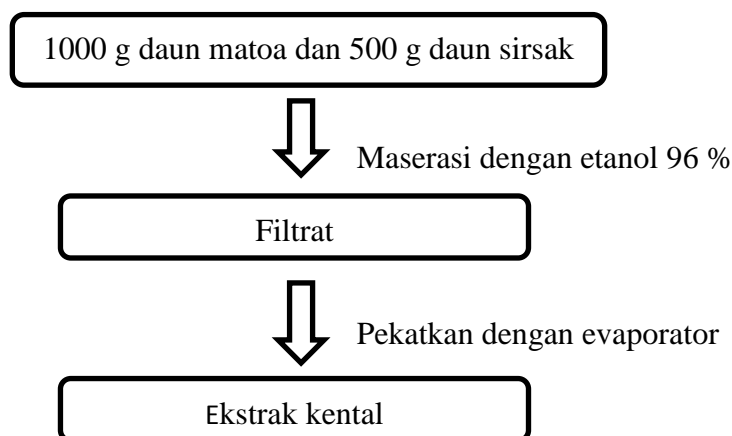 1000 g daun matoa dan 500 g daun sirsak
Maserasi dengan etanol 96 %
Filtrat
Pekatkan dengan evaporator
Ekstrak kental